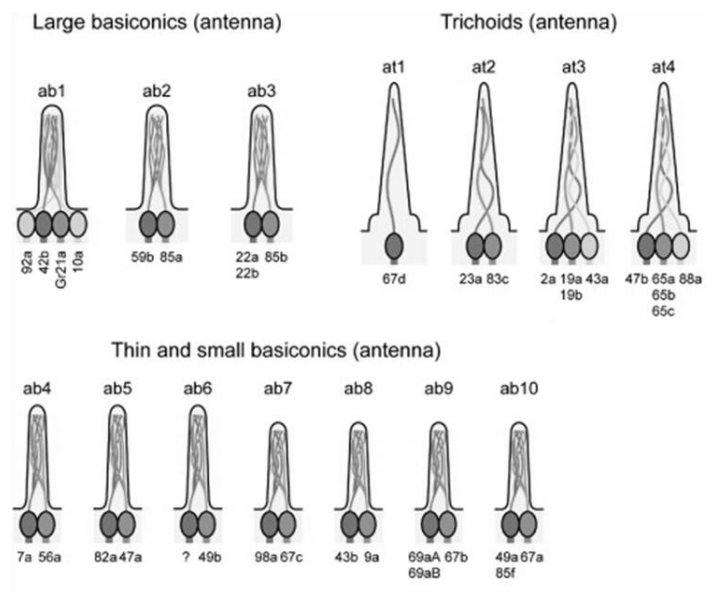 Large basiconics (antenna)
Trichoids (antenna)
ab1 ab2 ab3
at1 at2 at3 at4
92a 42b Gr21a 10a
59b 85a
22a 85b
22b
67d
23a 83c
2a 19a 43a
19b
47b 65a 88a
65b
65c
Thin and small basiconics (antenna)
ab4 ab5 ab6 ab7 ab8 ab9 ab10
7a 56a
82a 47a
? 49b
98a 67c
43b 9a
69aA 67b
69aB
49a 67a
85f